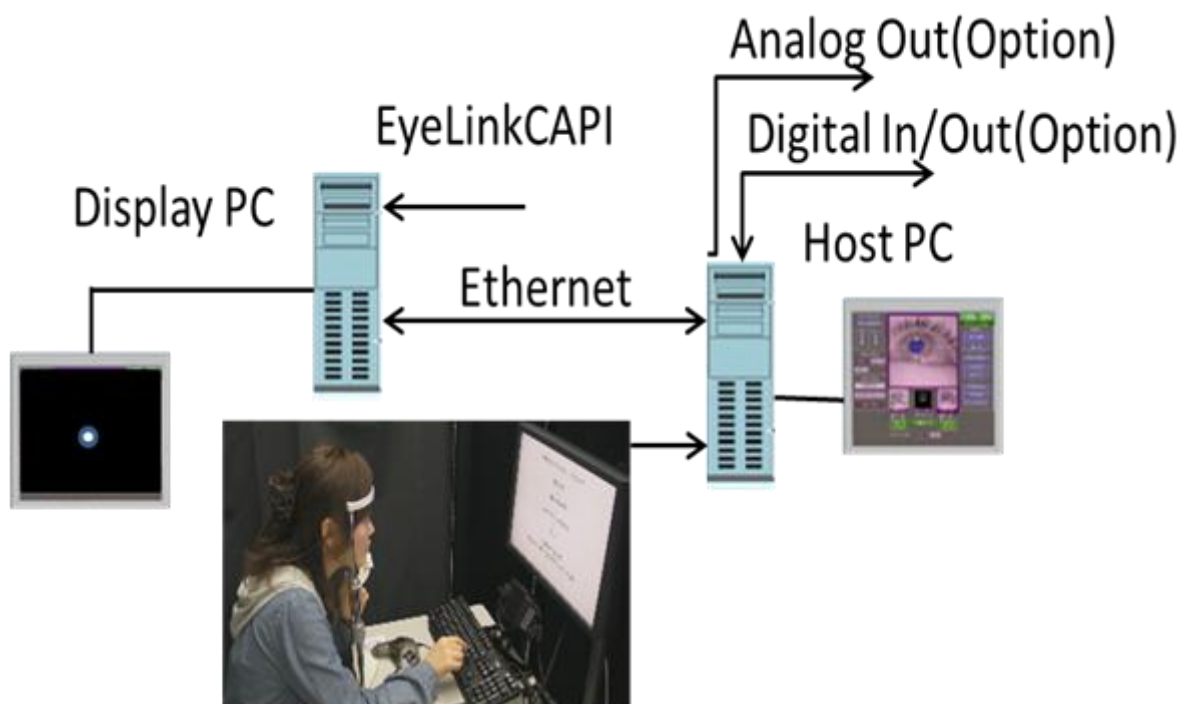 Analog Out(Option)
EyeLinkCAPI
Digital In/Out(Option)
Display PC
Host PC
Ethernet